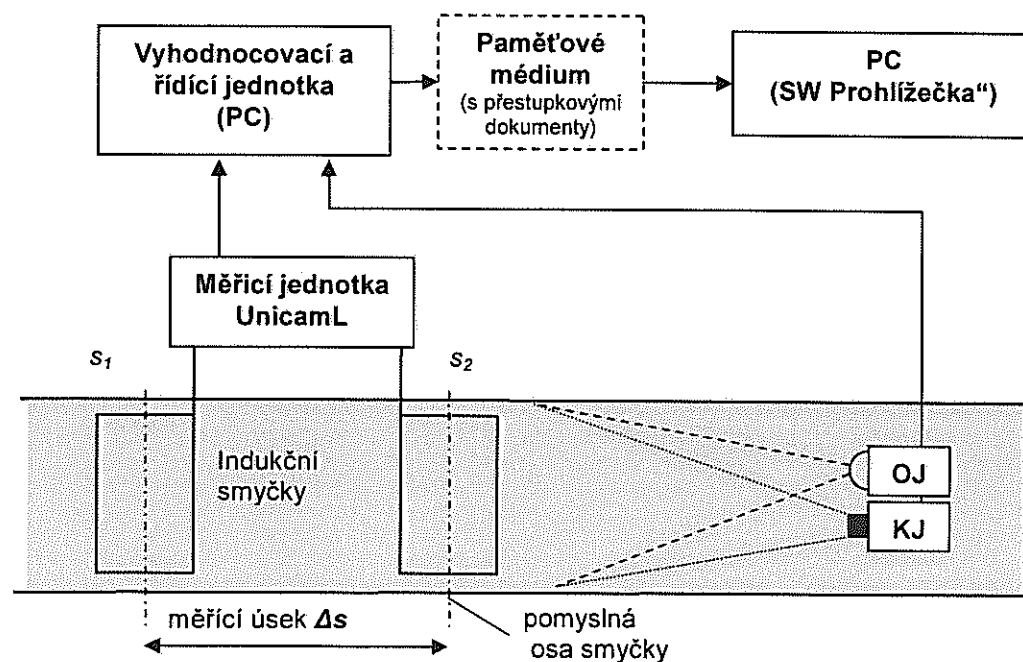 Vyhodnocovací a
řídící jednotka
(PC)
Paměťové
médium
(s přestupkovými
dokumenty)
PC
(SW Prohlížečka“)
Měřicí jednotka
UnicamL
s1
s2
Indukční
smyčky
OJ
KJ
měřící úsek Δs
pomyslná
osa smyčky